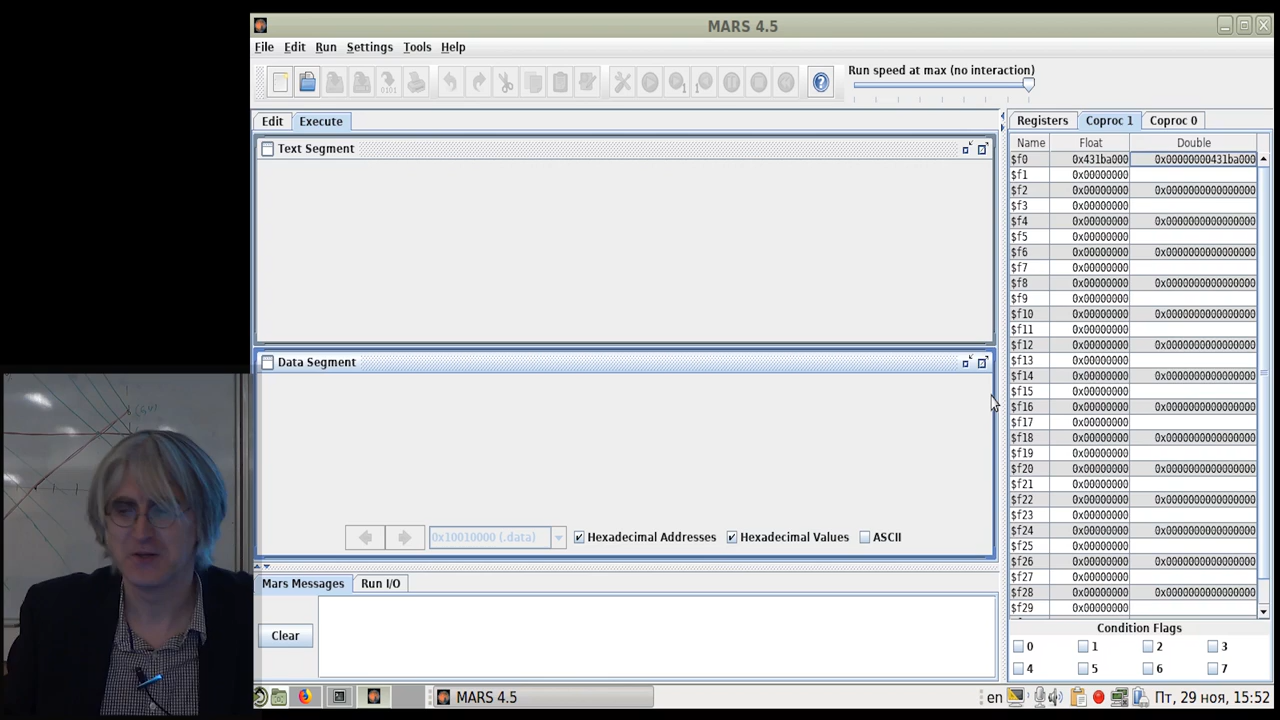 MARS 4.5
File Edit Run Settings Tools Help
Run speed at max (no interaction)
Edit Execute
Text Segment
Data Segment
0x10010000 (.data) Hexadecimal Addresses Hexadecimal Values ASCII
Mars Messages Run I/O
Clear
Registers Coproc 1 Coproc 0
Name Float Double
$f0 0x431ba000 0x00000000431ba000
$f1 0x00000000
$f2 0x00000000 0x0000000000000000
$f3 0x00000000
$f4 0x00000000 0x0000000000000000
$f5 0x00000000
$f6 0x00000000 0x0000000000000000
$f7 0x00000000
$f8 0x00000000 0x0000000000000000
$f9 0x00000000
$f10 0x00000000 0x0000000000000000
$f11 0x00000000
$f12 0x00000000 0x0000000000000000
$f13 0x00000000
$f14 0x00000000 0x0000000000000000
$f15 0x00000000
$f16 0x00000000 0x0000000000000000
$f17 0x00000000
$f18 0x00000000 0x0000000000000000
$f19 0x00000000
$f20 0x00000000 0x0000000000000000
$f21 0x00000000
$f22 0x00000000 0x0000000000000000
$f23 0x00000000
$f24 0x00000000 0x0000000000000000
$f25 0x00000000
$f26 0x00000000 0x0000000000000000
$f27 0x00000000
$f28 0x00000000 0x0000000000000000
$f29 0x00000000
Condition Flags
0 1 2 3
4 5 6 7
MARS 4.5 en Пт, 29 ноя, 15:52